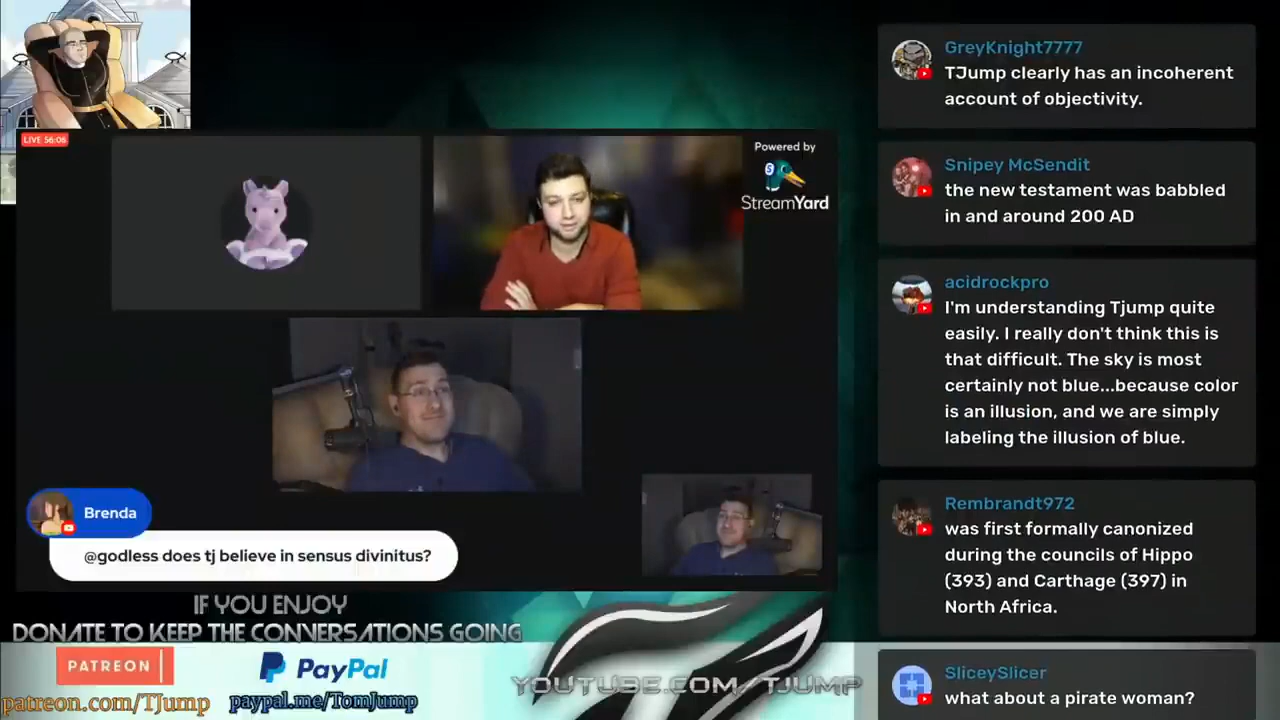 LIVE 56:06
Powered by
StreamYard
Brenda
@godless does tj believe in sensus divinitus?
IF YOU ENJOY
DONATE TO KEEP THE CONVERSATIONS GOING
PATREON
PayPal
patreon.com/TJump
paypal.me/TomJump
YOUTUBE.COM/TJUMP
GreyKnight7777
TJump clearly has an incoherent
account of objectivity.
Snipey McSendit
the new testament was babbled
in and around 200 AD
acidrockpro
I'm understanding Tjump quite
easily. I really don't think this is
that difficult. The sky is most
certainly not blue...because color
is an illusion, and we are simply
labeling the illusion of blue.
Rembrandt972
was first formally canonized
during the councils of Hippo
(393) and Carthage (397) in
North Africa.
SliceySlicer
what about a pirate woman?